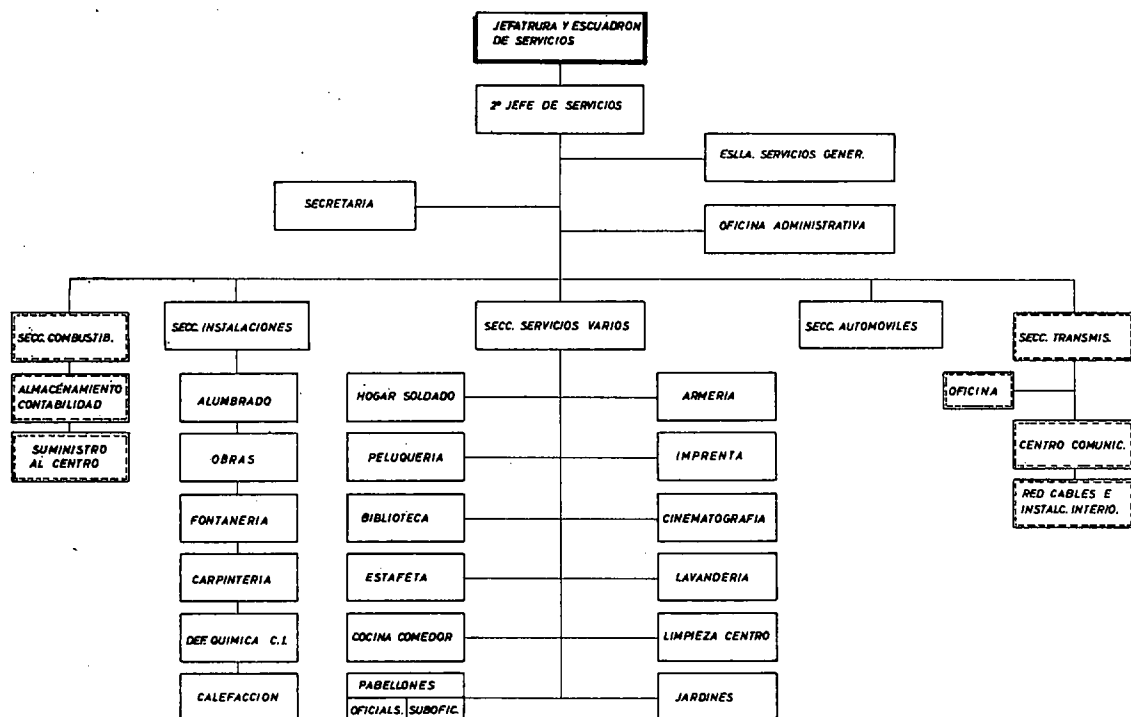 JEFATRURA Y ESCUADRON
DE SERVICIOS
2º JEFE DE SERVICIOS
ESLLA. SERVICIOS GENER.
SECRETARIA
OFICINA ADMINISTRATIVA
SECC. COMBUSTIB.
SECC. INSTALACIONES
SECC. SERVICIOS VARIOS
SECC. AUTOMOVILES
SECC. TRANSMIS.
ALMACENAMIENTO
CONTABILIDAD
SUMINISTRO
AL CENTRO
ALUMBRADO
OBRAS
FONTANERIA
CARPINTERIA
DEF. QUIMICA C.I.
CALEFACCION
HOGAR SOLDADO
PELUQUERIA
BIBLIOTECA
ESTAFETA
COCINA COMEDOR
PABELLONES
OFICIALS. SUBOFIC.
ARMERIA
IMPRENTA
CINEMATOGRAFIA
LAVANDERIA
LIMPIEZA CENTRO
JARDINES
OFICINA
CENTRO COMUNIC.
RED CABLES E
INSTALC. INTERIO.